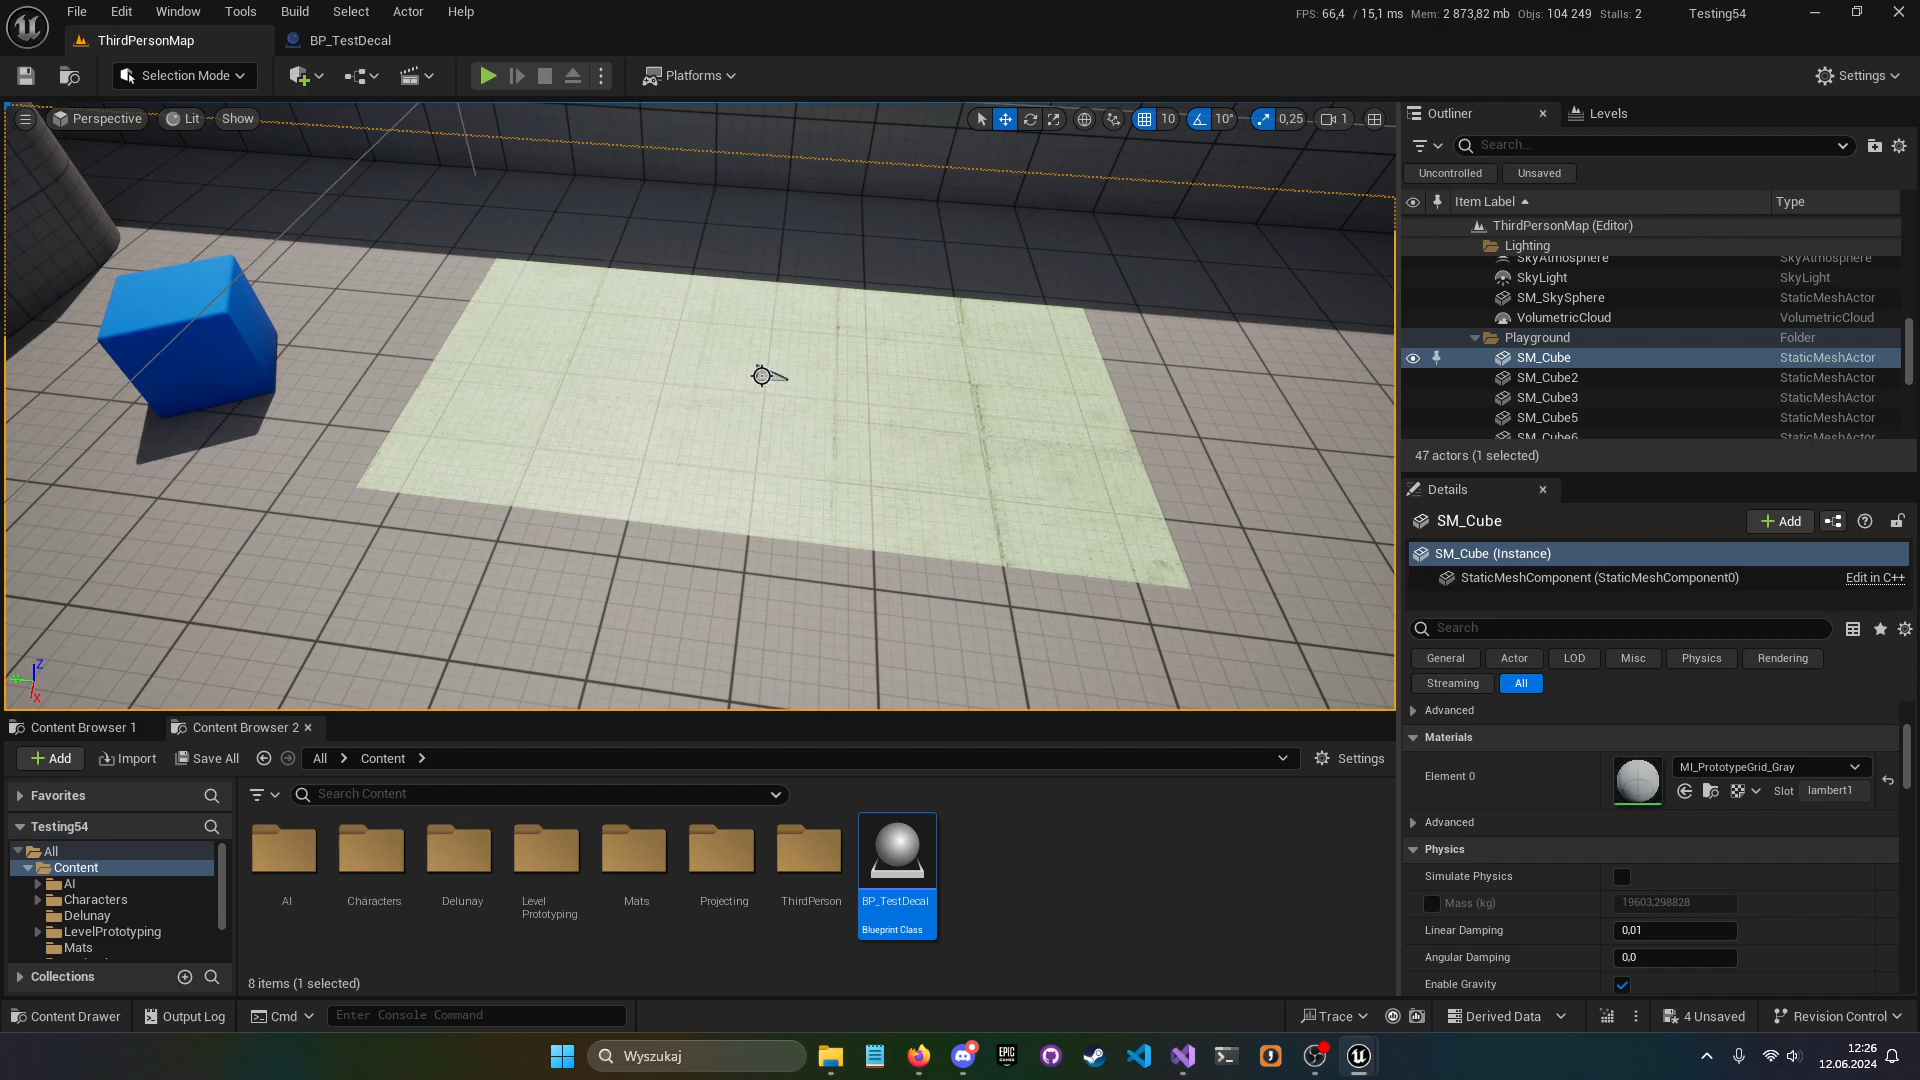 File Edit Window Tools Build Select Actor Help
FPS: 66,4 / 15,1 ms Mem: 2 873,82 mb Objs: 104 249 Stalls: 2 Testing54
ThirdPersonMap BP_TestDecal
Selection Mode Platforms Settings
Perspective Lit Show 10 10° 0,25 1
Outliner Levels
Search...
Uncontrolled Unsaved
Item Label Type
ThirdPersonMap (Editor)
Lighting
SkyAtmosphere SkyAtmosphere
SkyLight SkyLight
SM_SkySphere StaticMeshActor
VolumetricCloud VolumetricCloud
Playground Folder
SM_Cube StaticMeshActor
SM_Cube2 StaticMeshActor
SM_Cube3 StaticMeshActor
SM_Cube5 StaticMeshActor
SM_Cube6 StaticMeshActor
47 actors (1 selected)
Details
SM_Cube Add
SM_Cube (Instance)
StaticMeshComponent (StaticMeshComponent0) Edit in C++
Search
General Actor LOD Misc Physics Rendering
Streaming All
Advanced
Materials
Element 0 MI_PrototypeGrid_Gray
Slot lambert1
Advanced
Physics
Simulate Physics
Mass (kg) 19603,298828
Linear Damping 0,01
Angular Damping 0,0
Enable Gravity
Z
Y
X
Content Browser 1 Content Browser 2
Add Import Save All All Content Settings
Favorites
Search Content
Testing54
All
Content
AI
Characters
Delunay
LevelPrototyping
Mats
Collections
AI Characters Delunay Level Prototyping Mats Projecting ThirdPerson BP_TestDecal
Blueprint Class
8 items (1 selected)
Content Drawer Output Log Cmd Enter Console Command Trace Derived Data 4 Unsaved Revision Control
Wyszukaj
EPIC GAMES
12:26
12.06.2024